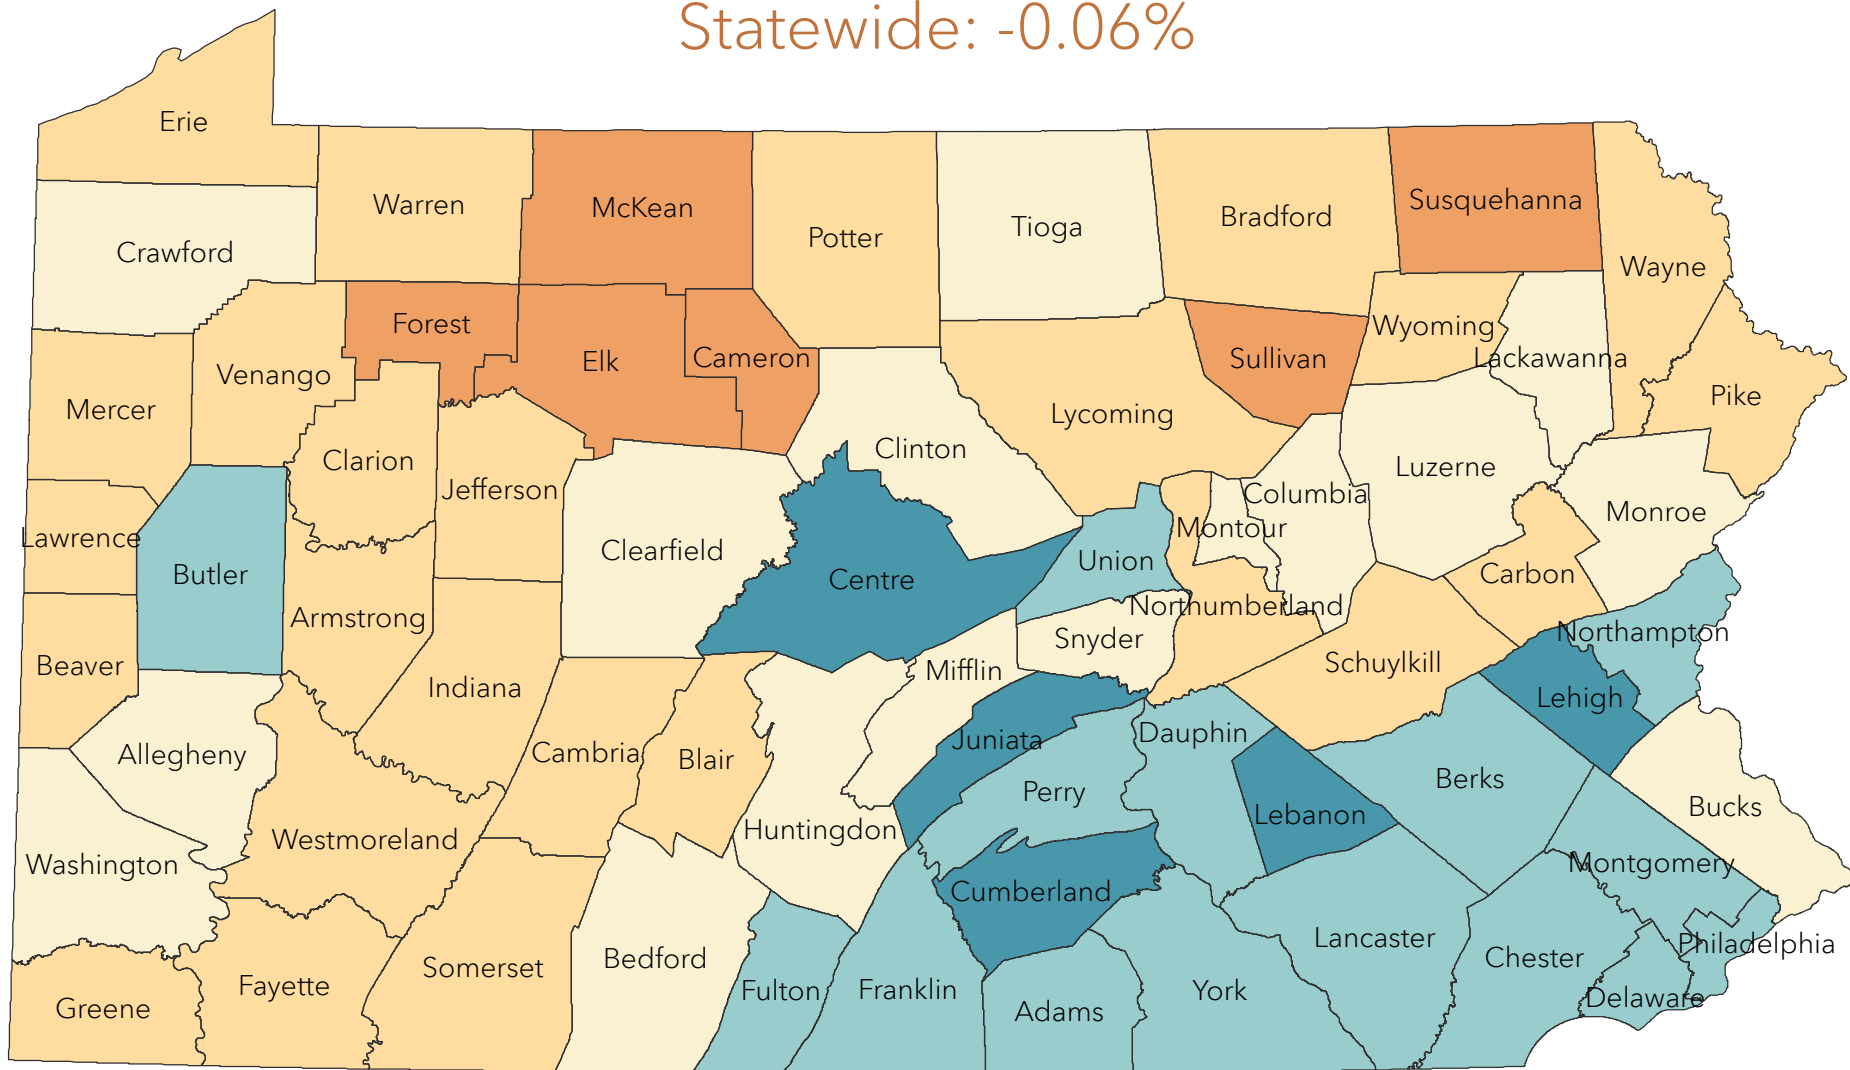 Statewide: -0.06%
Erie
Warren
McKean
Potter
Tioga
Bradford
Susquehanna
Wayne
Crawford
Forest
Elk
Cameron
Sullivan
Wyoming
Lackawanna
Pike
Venango
Mercer
Clarion
Jefferson
Lycoming
Clinton
Luzerne
Columbia
Montour
Monroe
Lawrence
Butler
Armstrong
Clearfield
Centre
Union
Northumberland
Carbon
Northampton
Snyder
Schuylkill
Beaver
Indiana
Mifflin
Lehigh
Allegheny
Cambria
Blair
Juniata
Dauphin
Perry
Berks
Bucks
Westmoreland
Huntingdon
Lebanon
Washington
Cumberland
Montgomery
Lancaster
Philadelphia
Chester
Bedford
Somerset
Fayette
Greene
Fulton
Franklin
Adams
York
Delaware